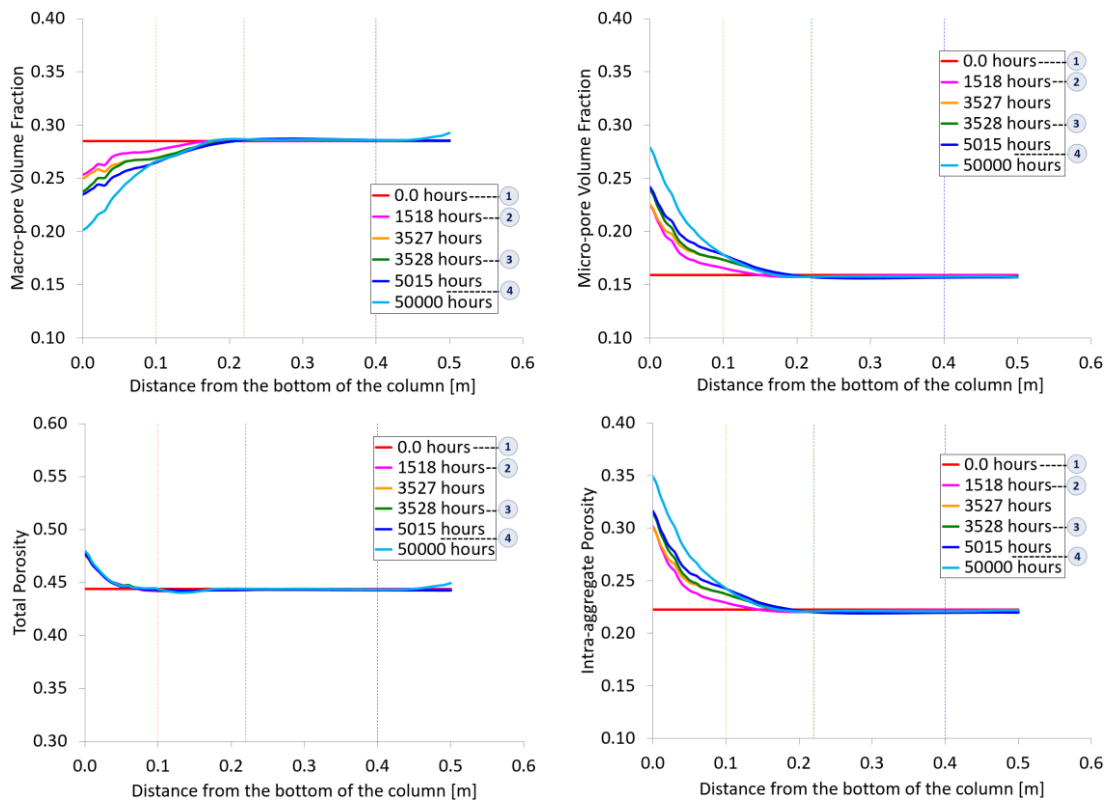 Macro-pore Volume Fraction
0.40
0.35
0.30
0.25
0.20
0.15
0.10
0.0 hours 1
1518 hours 2
3527 hours
3528 hours 3
5015 hours
4
50000 hours
0.0 0.1 0.2 0.3 0.4 0.5 0.6
Distance from the bottom of the column [m]
Micro-pore Volume Fraction
0.40
0.35
0.30
0.25
0.20
0.15
0.10
0.0 hours 1
1518 hours 2
3527 hours
3528 hours 3
5015 hours
4
50000 hours
0.0 0.1 0.2 0.3 0.4 0.5 0.6
Distance from the bottom of the column [m]
Total Porosity
0.60
0.55
0.50
0.45
0.40
0.35
0.30
0.0 hours 1
1518 hours 2
3527 hours
3528 hours 3
5015 hours
4
50000 hours
0.0 0.1 0.2 0.3 0.4 0.5 0.6
Distance from the bottom of the column [m]
Intra-aggregate Porosity
0.40
0.35
0.30
0.25
0.20
0.15
0.10
0.0 hours 1
1518 hours 2
3527 hours
3528 hours 3
5015 hours
4
50000 hours
0.0 0.1 0.2 0.3 0.4 0.5 0.6
Distance from the bottom of the column [m]